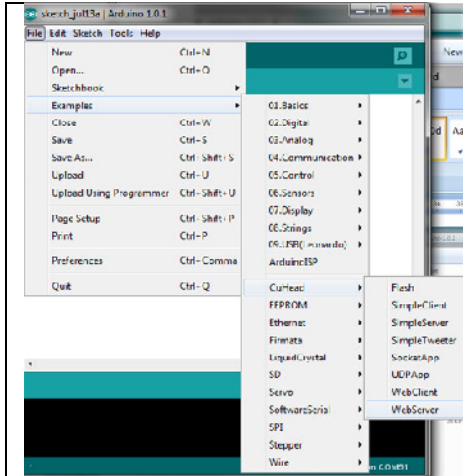 sketch_jul13a | Arduino 1.0.1
File Edit Sketch Tools Help
New Ctrl+N
Open... Ctrl+O
Sketchbook
Examples
Close Ctrl+W
Save Ctrl+S
Save As... Ctrl+Shift+S
Upload Ctrl+U
Upload Using Programmer Ctrl+Shift+U
Page Setup Ctrl+Shift+P
Print Ctrl+P
Preferences Ctrl+Comma
Quit Ctrl+Q
01.Basics
02.Digital
03.Analog
04.Communication
05.Control
06.Sensors
07.Display
08.Strings
09.USB(Leonardo)
ArduinoISP
CuHead
EEPROM
Ethernet
Firmata
LiquidCrystal
SD
Servo
SoftwareSerial
SPI
Stepper
Wire
Flash
SimpleClient
SimpleServer
SimpleTweeter
SocketApp
UDPApp
WebClient
WebServer